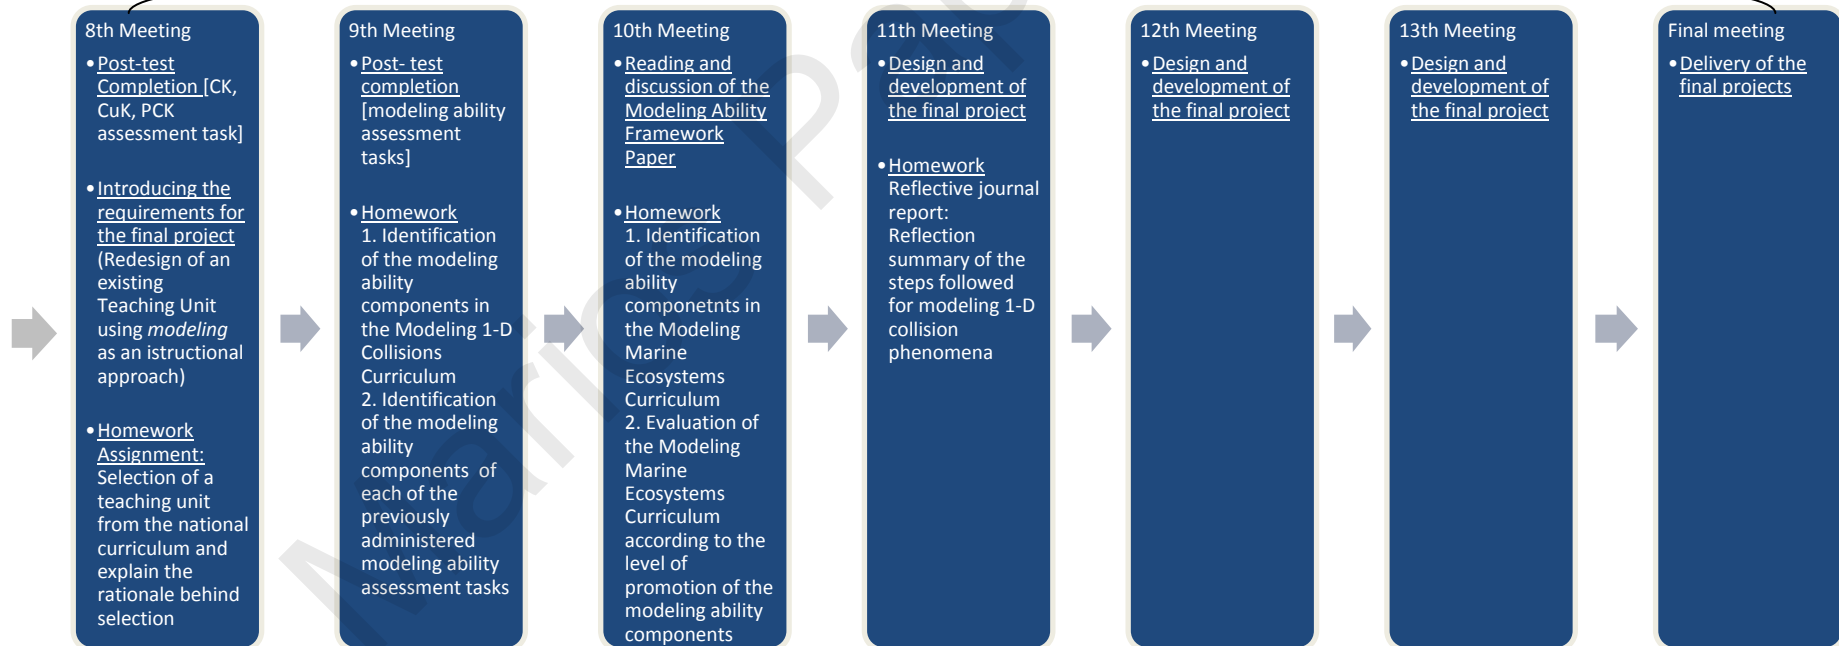 8th Meeting
•Post-test
Completion [CK,
CuK, PCK
assessment task]
•Introducing the
requirements for
the final project
(Redesign of an
existing
Teaching Unit
using modeling
as an istructional
approach)
•Homework
Assignment:
Selection of a
teaching unit
from the national
curriculum and
explain the
rationale behind
selection
9th Meeting
•Post- test
completion
[modeling ability
assessment
tasks]
•Homework
1. Identification
of the modeling
ability
components in
the Modeling 1-D
Collisions
Curriculum
2. Identification
of the modeling
ability
components of
each of the
previously
administered
modeling ability
assessment tasks
10th Meeting
•Reading and
discussion of the
Modeling Ability
Framework
Paper
•Homework
1. Identification
of the modeling
ability
componetnts in
the Modeling
Marine
Ecosystems
Curriculum
2. Evaluation of
the Modeling
Marine
Ecosystems
Curriculum
according to the
level of
promotion of the
modeling ability
components
11th Meeting
•Design and
development of
the final project
•Homework
Reflective journal
report:
Reflection
summary of the
steps followed
for modeling 1-D
collision
phenomena
12th Meeting
•Design and
development of
the final project
13th Meeting
•Design and
development of
the final project
Final meeting
•Delivery of the
final projects
Marios Pap